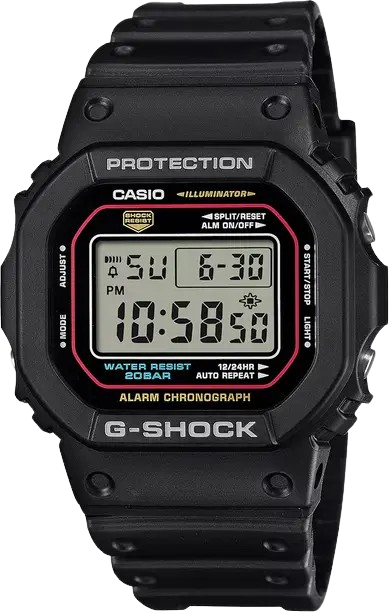 PROTECTION
CASIO ILLUMINATOR
SHOCK RESIST
SPLIT/RESET
ALM ON/OFF
ADJUST
MODE
START/STOP
LIGHT
SU 6-30
PM
10:58 50
WATER RESIST 12/24HR
20BAR AUTO REPEAT
ALARM CHRONOGRAPH
G-SHOCK